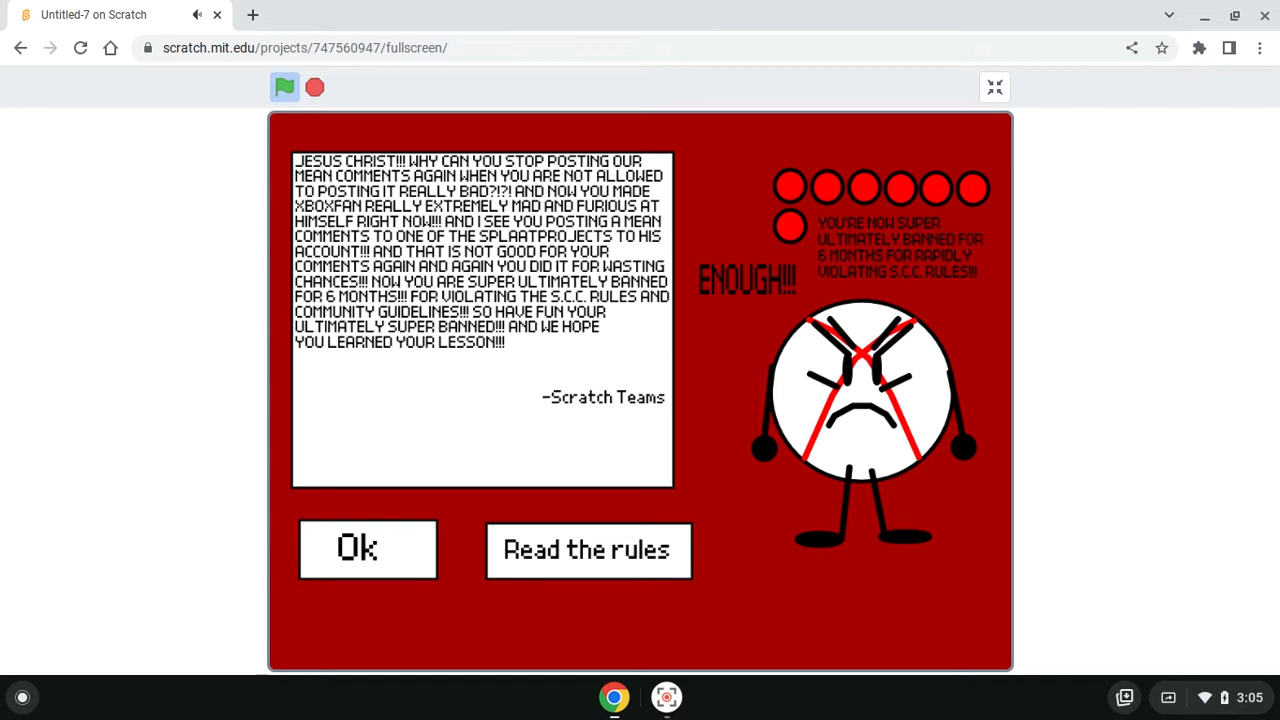 Untitled-7 on Scratch
scratch.mit.edu/projects/747560947/fullscreen/
JESUS CHRIST!!! WHY CAN YOU STOP POSTING OUR
MEAN COMMENTS AGAIN WHEN YOU ARE NOT ALLOWED
TO POSTING IT REALLY BAD?!?! AND NOW YOU MADE
XBOXFAN REALLY EXTREMELY MAD AND FURIOUS AT
HIMSELF RIGHT NOW!!! AND I SEE YOU POSTING A MEAN
COMMENTS TO ONE OF THE SPLAATPROJECTS TO HIS
ACCOUNT!!! AND THAT IS NOT GOOD FOR YOUR
COMMENTS AGAIN AND AGAIN YOU DID IT FOR WASTING
CHANCES!!! NOW YOU ARE SUPER ULTIMATELY BANNED
FOR 6 MONTHS!!! FOR VIOLATING THE S.C.C. RULES AND
COMMUNITY GUIDELINES!!! SO HAVE FUN YOUR
ULTIMATELY SUPER BANNED!!! AND WE HOPE
YOU LEARNED YOUR LESSON!!!
-Scratch Teams
YOU'RE NOW SUPER
ULTIMATELY BANNED FOR
6 MONTHS FOR RAPIDLY
VIOLATING S.C.C. RULES!!!
ENOUGH!!!
Ok
Read the rules
3:05